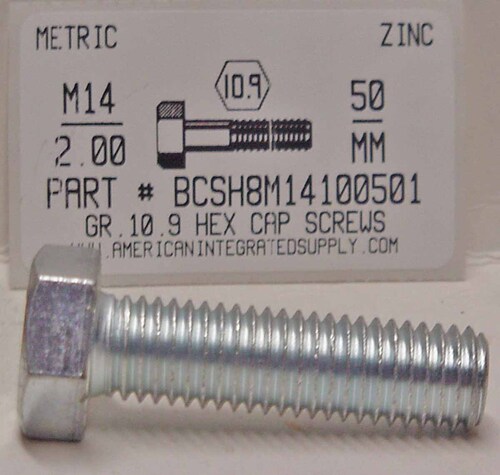 METRIC ZINC
M14 10.9 50
2.00 MM
PART # BCSH8M14100501
GR.10.9 HEX CAP SCREWS
.AMERICANINTEGRATEDSUPPLY.COM